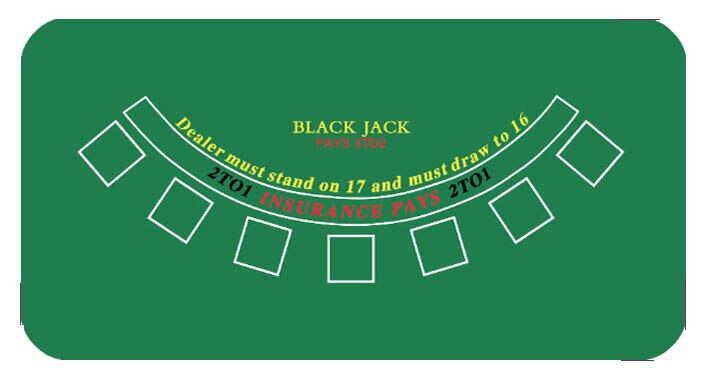 BLACK JACK
PAYS 3TO2
Dealer must stand on 17 and must draw to 16
2TO1 INSURANCE PAYS 2TO1